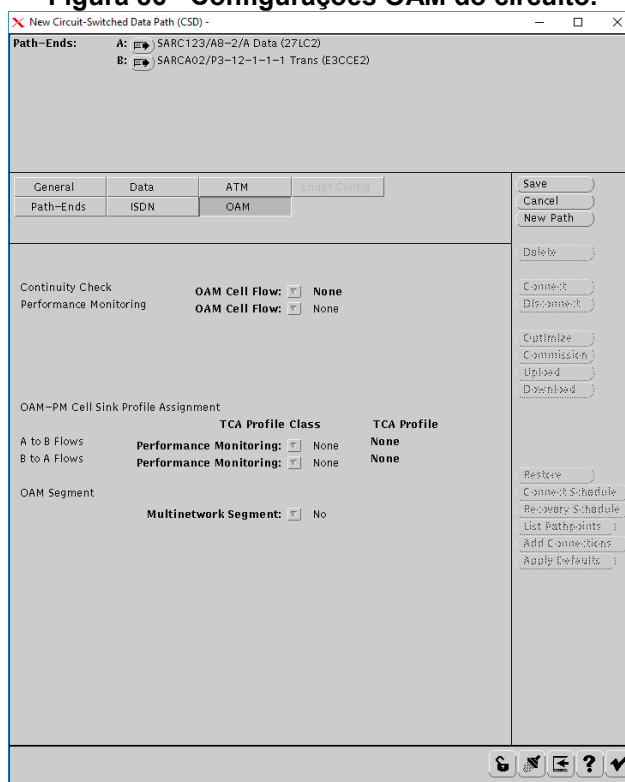 Figura 66 - Configurações OAM do circuito.
New Circuit-Switched Data Path (CSD) -
Path-Ends: A: SARC123/A8-2/A Data (27LC2)
B: SARCA02/P3-12-1-1-1 Trans (E3CCE2)
General Data ATM Endpt Config
Path-Ends ISDN OAM
Save
Cancel
New Path
Delete
Connect
Disconnect
Optimize
Commission
Upload
Download
Restore
Connect Schedule
Recovery Schedule
List Pathpoints
Add Connections
Apply Defaults
Continuity Check OAM Cell Flow: None
Performance Monitoring OAM Cell Flow: None
OAM-PM Cell Sink Profile Assignment
TCA Profile Class TCA Profile
A to B Flows Performance Monitoring: None None
B to A Flows Performance Monitoring: None None
OAM Segment
Multinetwork Segment: No